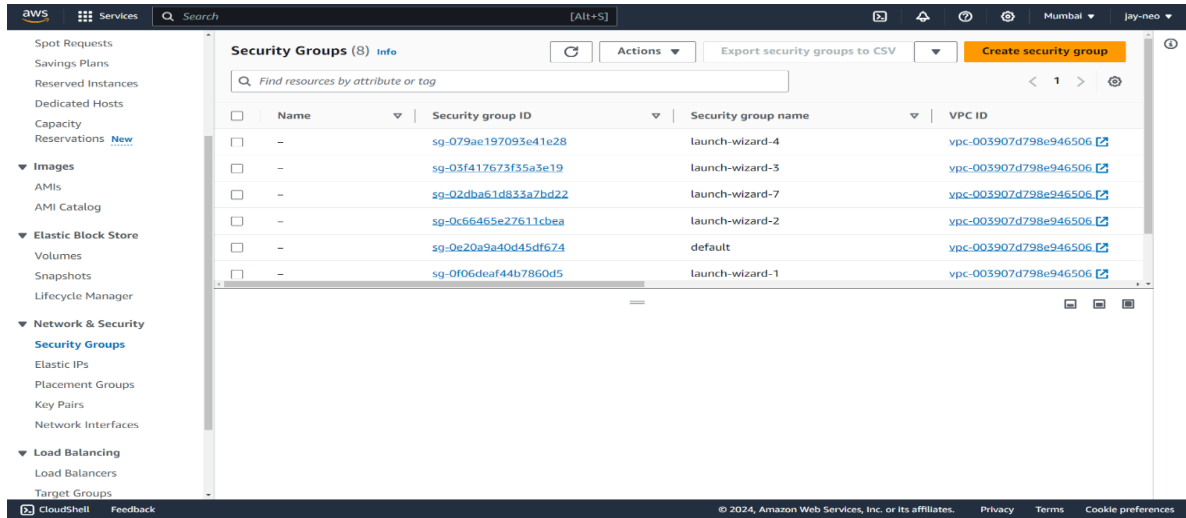 aws Services Search [Alt+S] Mumbai jay-neo
Spot Requests
Savings Plans
Reserved Instances
Dedicated Hosts
Capacity
Reservations New
Images
AMIs
AMI Catalog
Elastic Block Store
Volumes
Snapshots
Lifecycle Manager
Network & Security
Security Groups
Elastic IPs
Placement Groups
Key Pairs
Network Interfaces
Load Balancing
Load Balancers
Target Groups
Security Groups (8) Info Actions Export security groups to CSV Create security group
Find resources by attribute or tag 1
Name Security group ID Security group name VPC ID
– sg-079ae197093e41e28 launch-wizard-4 vpc-003907d798e946506
– sg-03f417673f35a3e19 launch-wizard-3 vpc-003907d798e946506
– sg-02dba61d833a7bd22 launch-wizard-7 vpc-003907d798e946506
– sg-0c66465e27611cbea launch-wizard-2 vpc-003907d798e946506
– sg-0e20a9a40d45df674 default vpc-003907d798e946506
– sg-0f06deaf44b7860d5 launch-wizard-1 vpc-003907d798e946506
CloudShell Feedback © 2024, Amazon Web Services, Inc. or its affiliates. Privacy Terms Cookie preferences